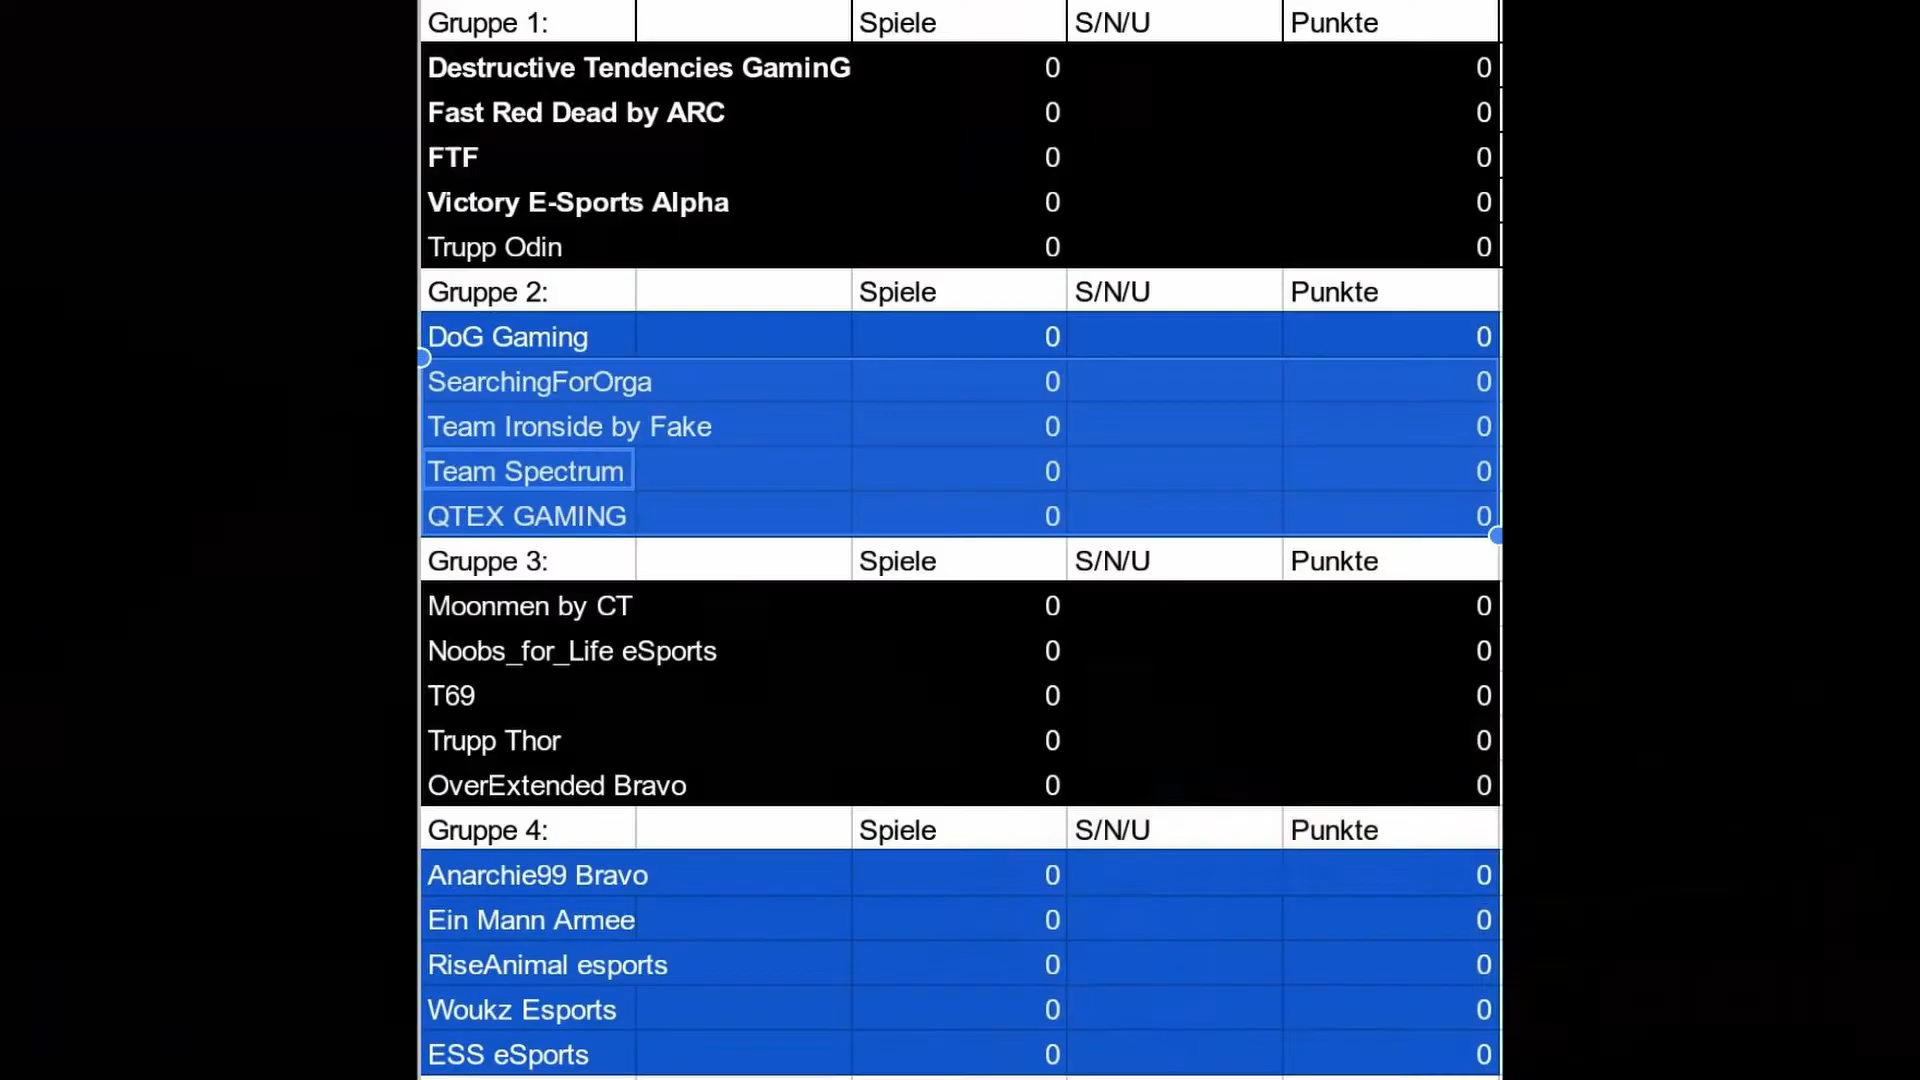 Gruppe 1: Spiele S/N/U Punkte
Destructive Tendencies GaminG 0 0
Fast Red Dead by ARC 0 0
FTF 0 0
Victory E-Sports Alpha 0 0
Trupp Odin 0 0
Gruppe 2: Spiele S/N/U Punkte
DoG Gaming 0 0
SearchingForOrga 0 0
Team Ironside by Fake 0 0
Team Spectrum 0 0
QTEX GAMING 0 0
Gruppe 3: Spiele S/N/U Punkte
Moonmen by CT 0 0
Noobs_for_Life eSports 0 0
T69 0 0
Trupp Thor 0 0
OverExtended Bravo 0 0
Gruppe 4: Spiele S/N/U Punkte
Anarchie99 Bravo 0 0
Ein Mann Armee 0 0
RiseAnimal esports 0 0
Woukz Esports 0 0
ESS eSports 0 0